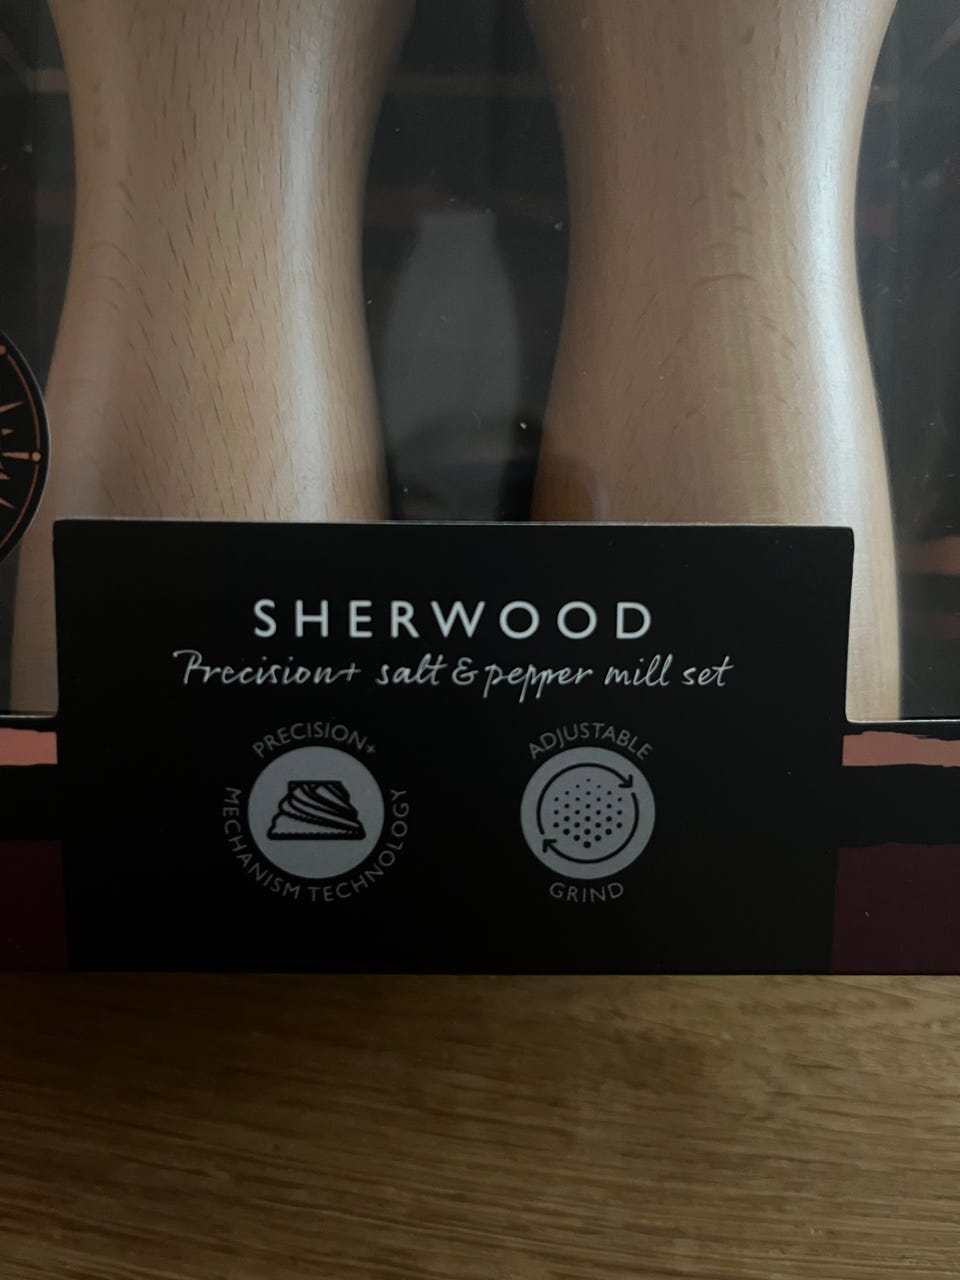 SHERWOOD
Precision+ salt & pepper mill set
PRECISION+
MECHANISM TECHNOLOGY
ADJUSTABLE
GRIND